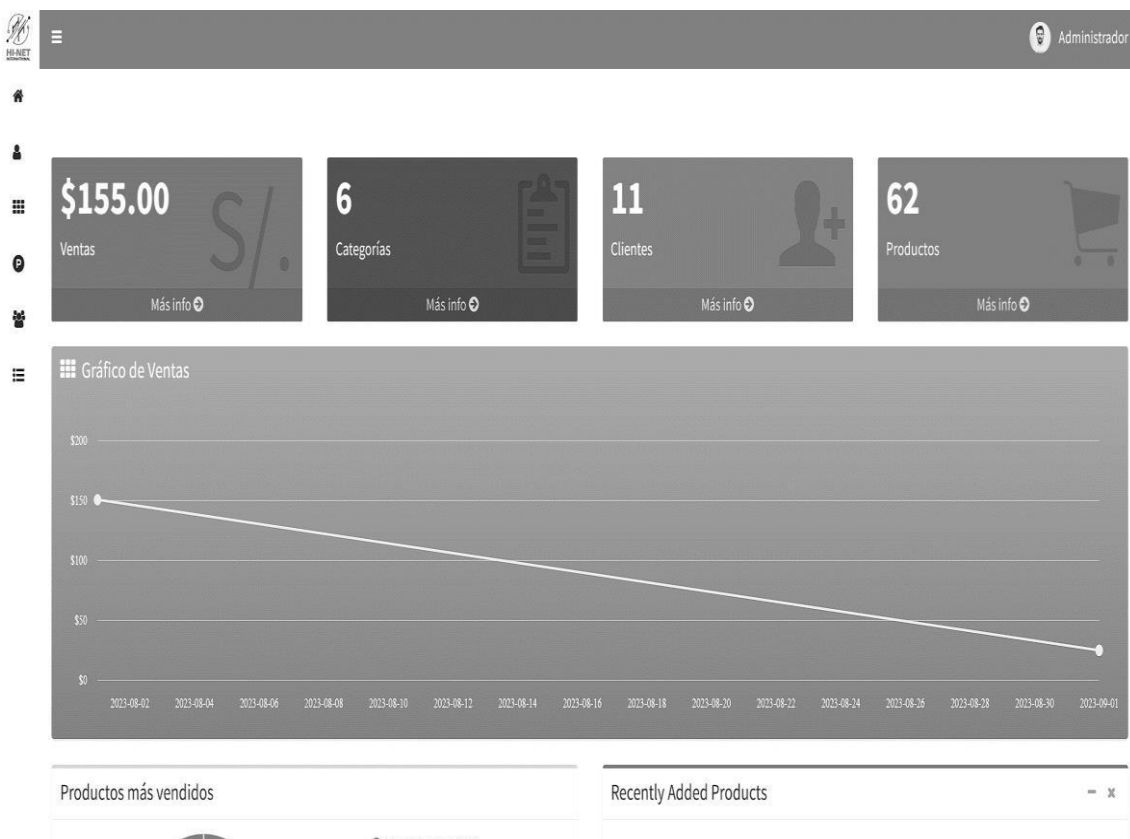 HI-NET
INTERNATIONAL
Administrador
$155.00
Ventas
S/.
Más info
6
Categorías
Más info
11
Clientes
Más info
62
Productos
Más info
Gráfico de Ventas
$200
$150
$100
$50
$0
2023-08-02 2023-08-04 2023-08-06 2023-08-08 2023-08-10 2023-08-12 2023-08-14 2023-08-16 2023-08-18 2023-08-20 2023-08-22 2023-08-24 2023-08-26 2023-08-28 2023-08-30 2023-09-01
Productos más vendidos
Recently Added Products